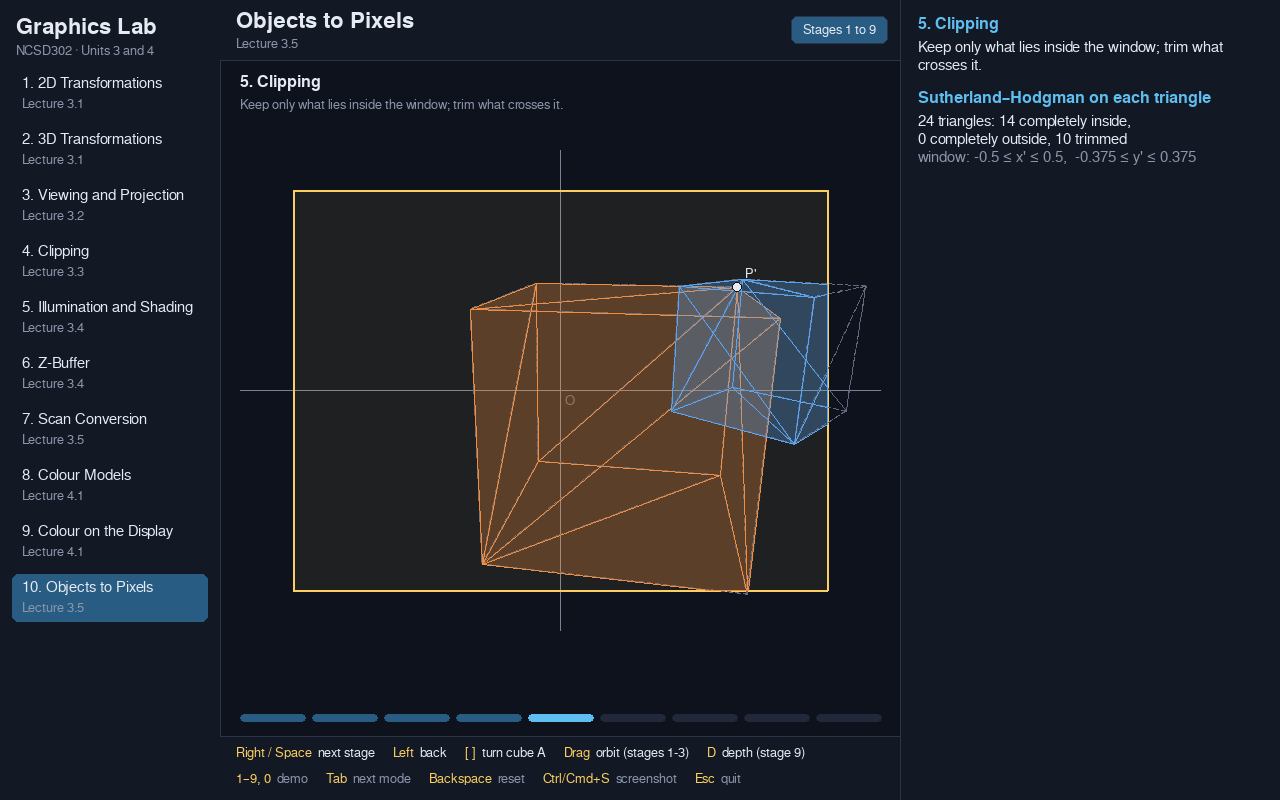 Graphics Lab
NCSD302 · Units 3 and 4
1. 2D Transformations
Lecture 3.1
2. 3D Transformations
Lecture 3.1
3. Viewing and Projection
Lecture 3.2
4. Clipping
Lecture 3.3
5. Illumination and Shading
Lecture 3.4
6. Z-Buffer
Lecture 3.4
7. Scan Conversion
Lecture 3.5
8. Colour Models
Lecture 4.1
9. Colour on the Display
Lecture 4.1
10. Objects to Pixels
Lecture 3.5
Objects to Pixels
Lecture 3.5
Stages 1 to 9
5. Clipping
Keep only what lies inside the window; trim what crosses it.
P'
O
Right / Space next stage Left back [ ] turn cube A Drag orbit (stages 1-3) D depth (stage 9)
1–9, 0 demo Tab next mode Backspace reset Ctrl/Cmd+S screenshot Esc quit
5. Clipping
Keep only what lies inside the window; trim what
crosses it.
Sutherland–Hodgman on each triangle
24 triangles: 14 completely inside,
0 completely outside, 10 trimmed
window: -0.5 ≤ x' ≤ 0.5, -0.375 ≤ y' ≤ 0.375